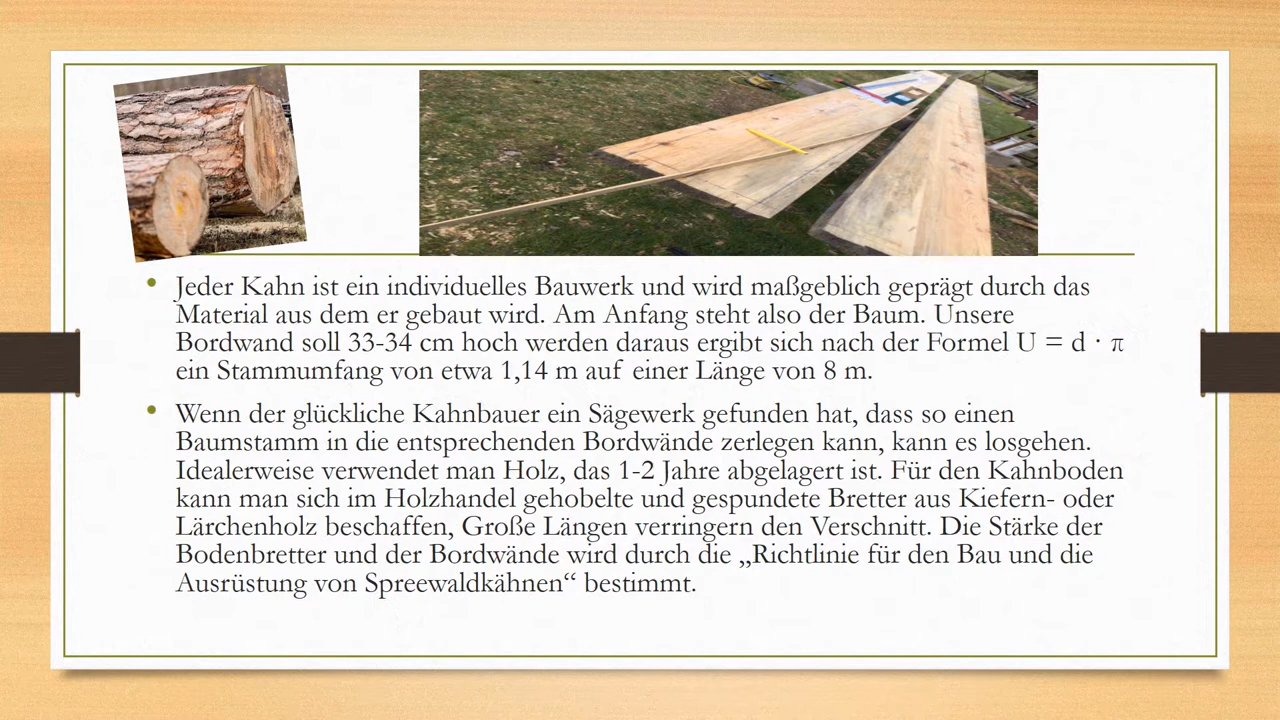 • Jeder Kahn ist ein individuelles Bauwerk und wird maßgeblich geprägt durch das
Material aus dem er gebaut wird. Am Anfang steht also der Baum. Unsere
Bordwand soll 33-34 cm hoch werden daraus ergibt sich nach der Formel U = d · π
ein Stammumfang von etwa 1,14 m auf einer Länge von 8 m.
• Wenn der glückliche Kahnbauer ein Sägewerk gefunden hat, dass so einen
Baumstamm in die entsprechenden Bordwände zerlegen kann, kann es losgehen.
Idealerweise verwendet man Holz, das 1-2 Jahre abgelagert ist. Für den Kahnboden
kann man sich im Holzhandel gehobelte und gespundete Bretter aus Kiefern- oder
Lärchenholz beschaffen, Große Längen verringern den Verschnitt. Die Stärke der
Bodenbretter und der Bordwände wird durch die „Richtlinie für den Bau und die
Ausrüstung von Spreewaldkähnen“ bestimmt.